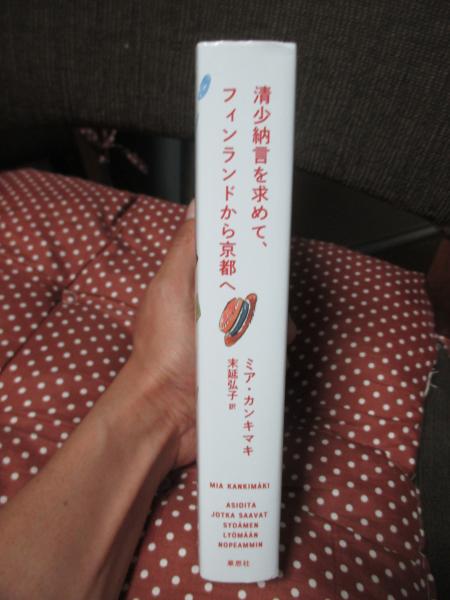 清少納言を求めて、
フィンランドから京都へ
ミア・カンキマキ
末延弘子 訳
MIA KANKIMÄKI
ASIOITA
JOTKA SAAVAT
SYDÄMEN
LYÖMÄÄN
NOPEAMMIN
草思社